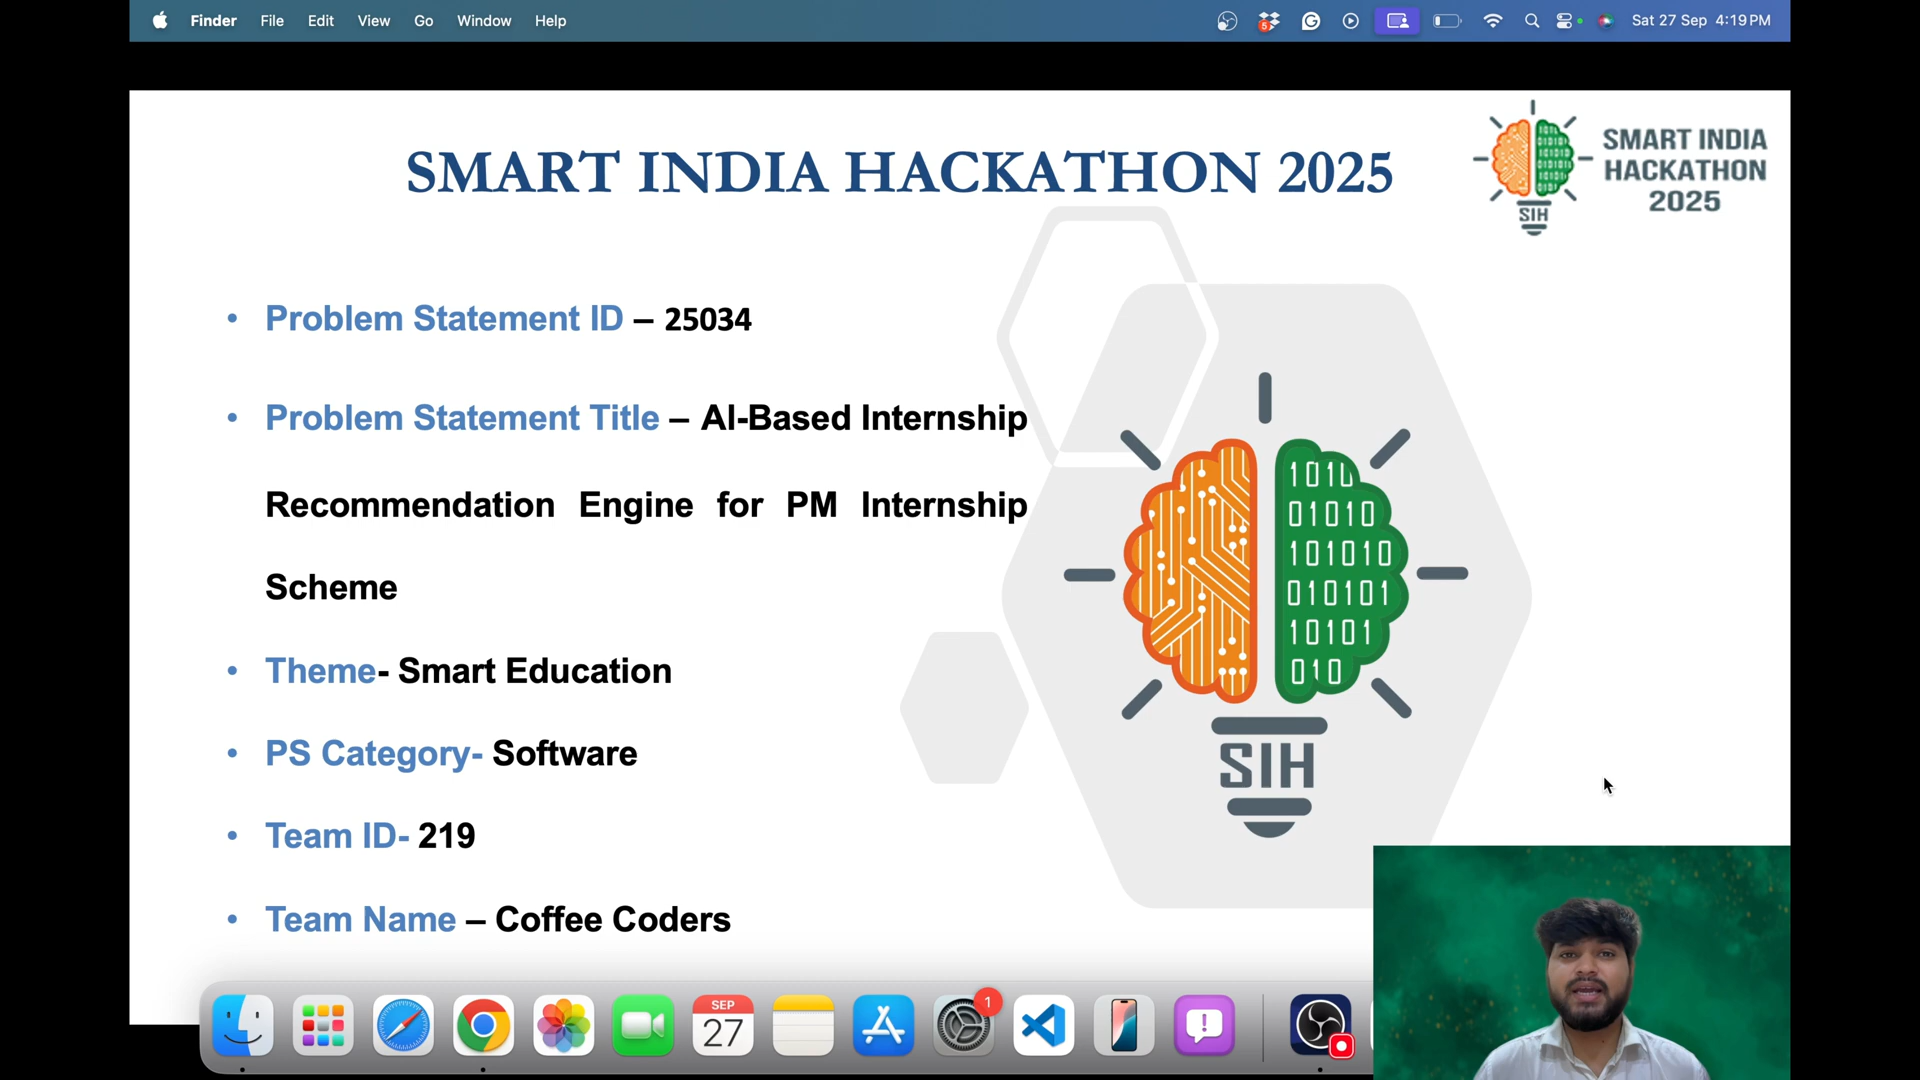 Finder File Edit View Go Window Help
5
Sat 27 Sep 4:19 PM
SMART INDIA HACKATHON 2025
SMART INDIA
HACKATHON
2025
SIH
• Problem Statement ID – 25034
• Problem Statement Title – AI-Based Internship
Recommendation Engine for PM Internship
Scheme
• Theme- Smart Education
• PS Category- Software
• Team ID- 219
• Team Name – Coffee Coders
1010
01010
101010
010101
10101
010
SIH
SEP
27
1